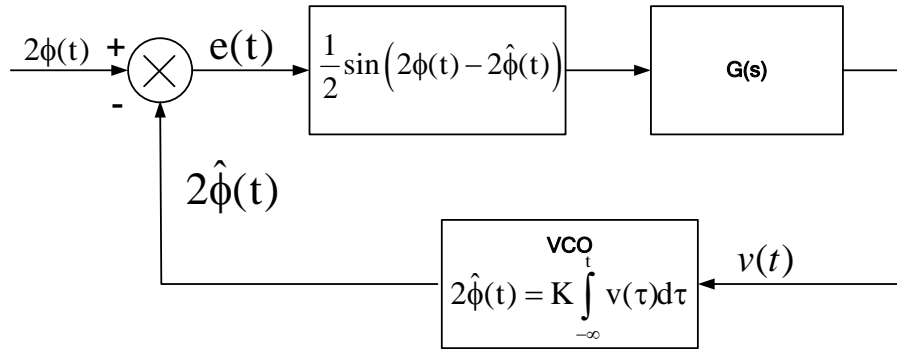 2ϕ(t)
+
-
e(t)
1/2 sin(2ϕ(t) − 2ϕ̂(t))
G(s)
2ϕ̂(t)
VCO
2ϕ̂(t) = K∫_{−∞}^{t} v(τ)dτ
v(t)